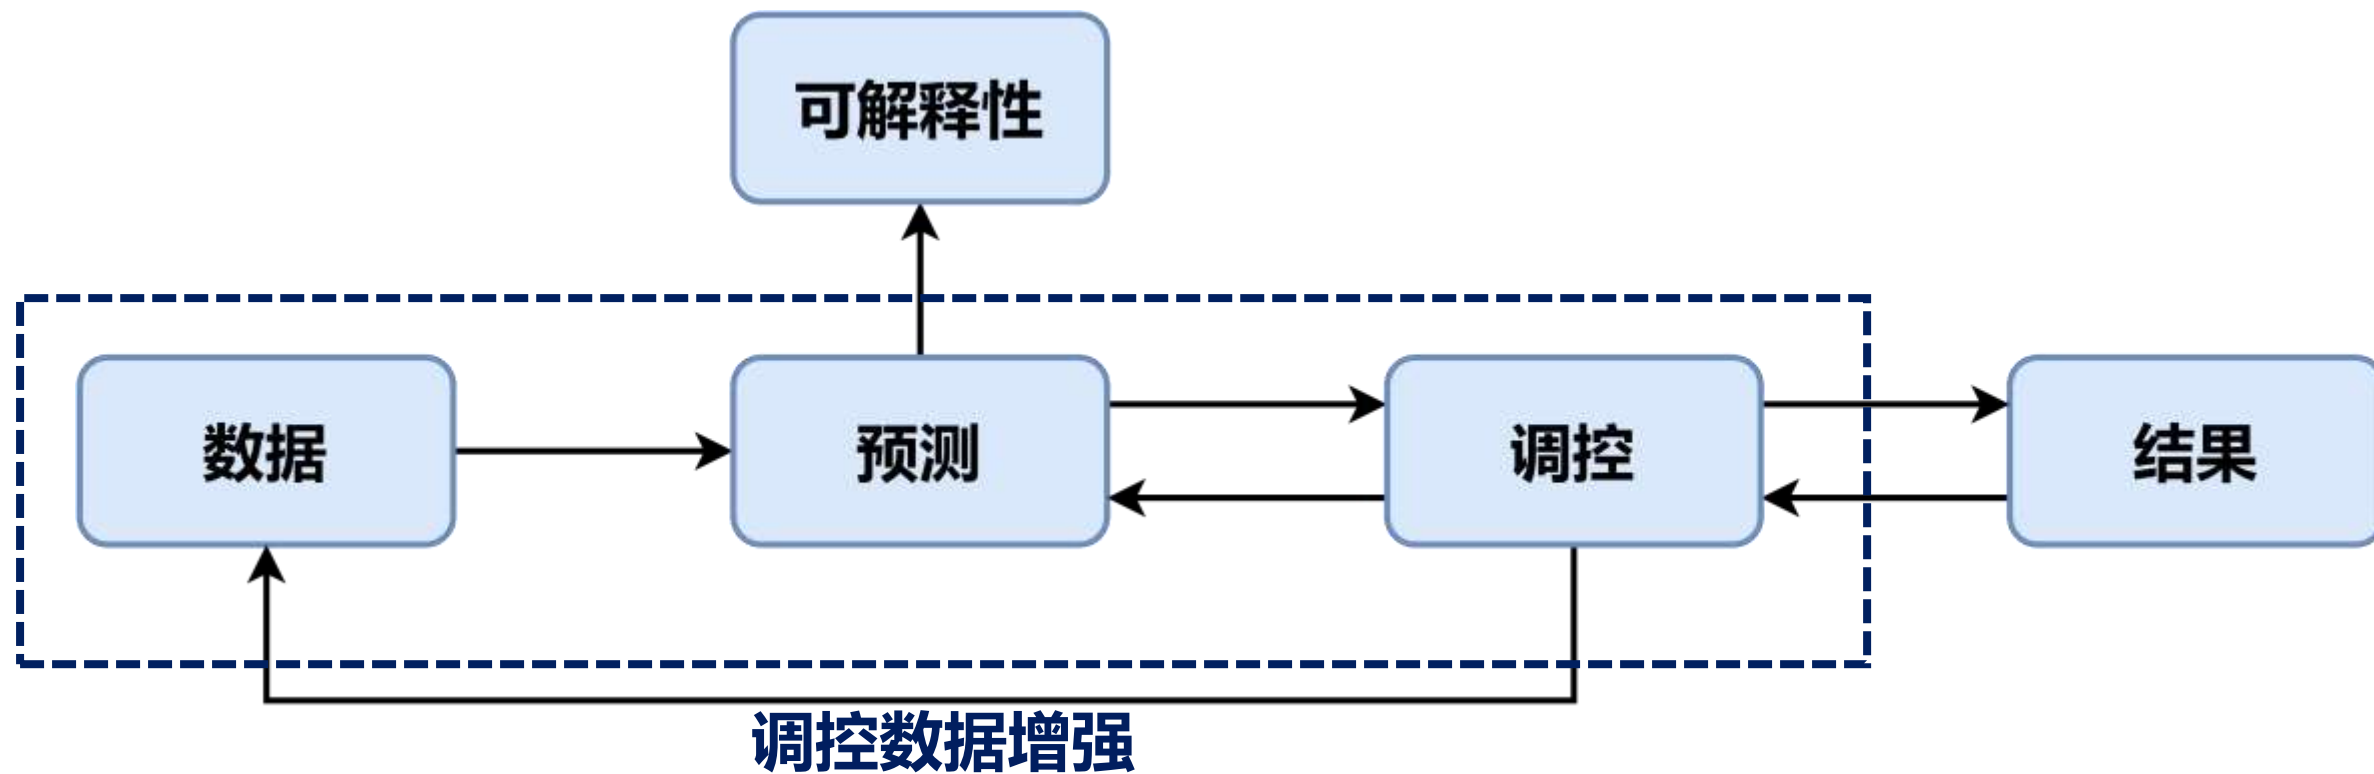 可解释性
数据
预测
调控
结果
调控数据增强